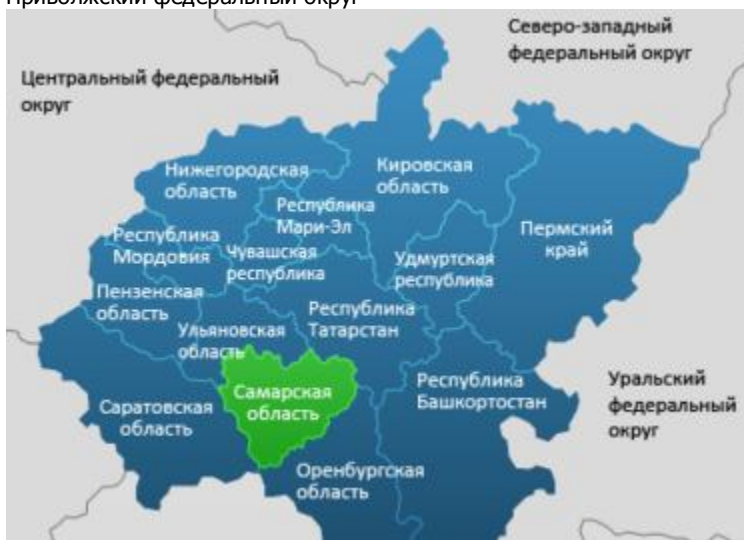 Приволжский федеральный округ
Северо-западный
федеральный округ
Центральный федеральный
округ
Нижегородская
область
Кировская
область
Республика
Мари-Эл
Пермский
край
Республика
Мордовия
Чувашская
республика
Удмуртская
республика
Пензенская
область
Республика
Татарстан
Ульяновская
область
Самарская
область
Республика
Башкортостан
Уральский
федеральный
округ
Саратовская
область
Оренбургская
область